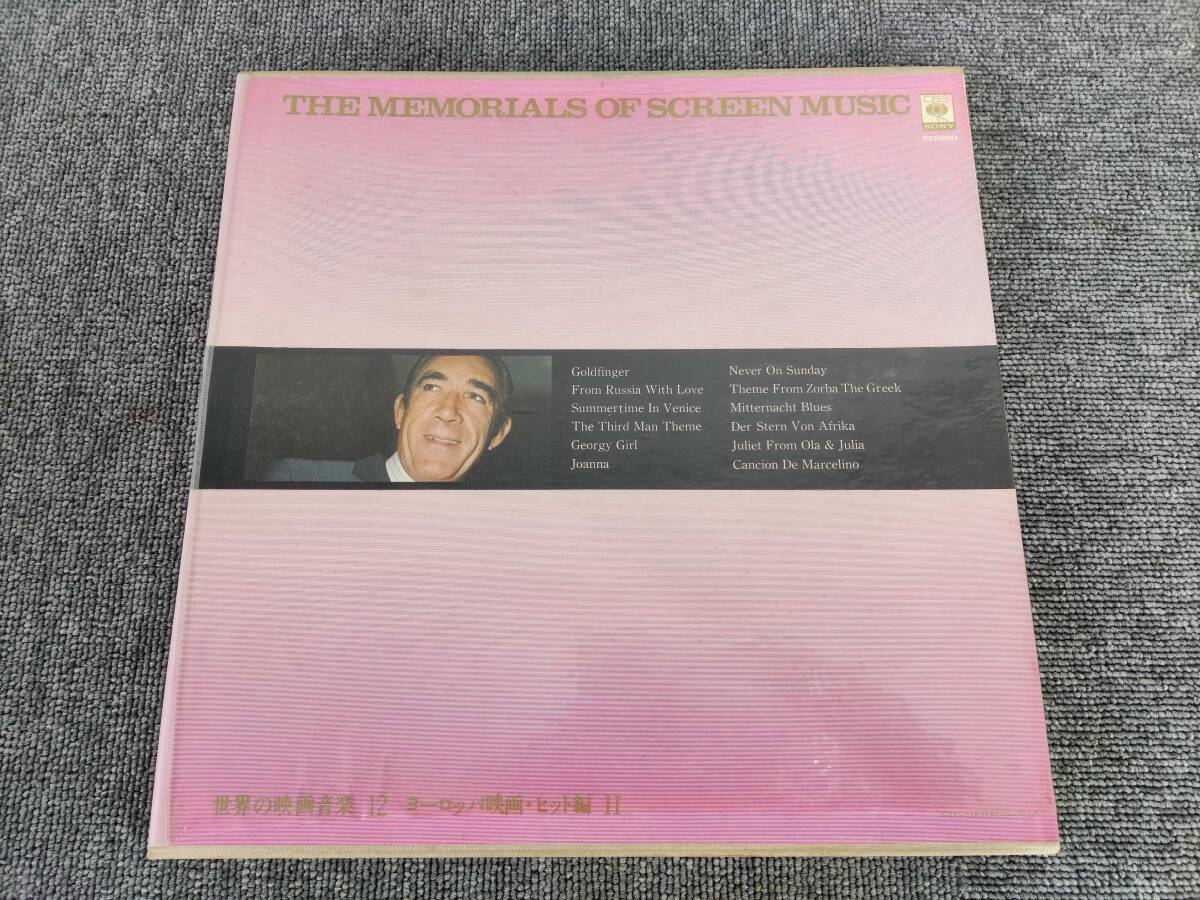 THE MEMORIALS OF SCREEN MUSIC
CBS
SONY
STEREO
Goldfinger
From Russia With Love
Summertime In Venice
The Third Man Theme
Georgy Girl
Joanna
Never On Sunday
Theme From Zorba The Greek
Mitternacht Blues
Der Stern Von Afrika
Juliet From Ola & Julia
Cancion De Marcelino
世界の映画音楽 12 ヨーロッパ映画・ヒット編 II